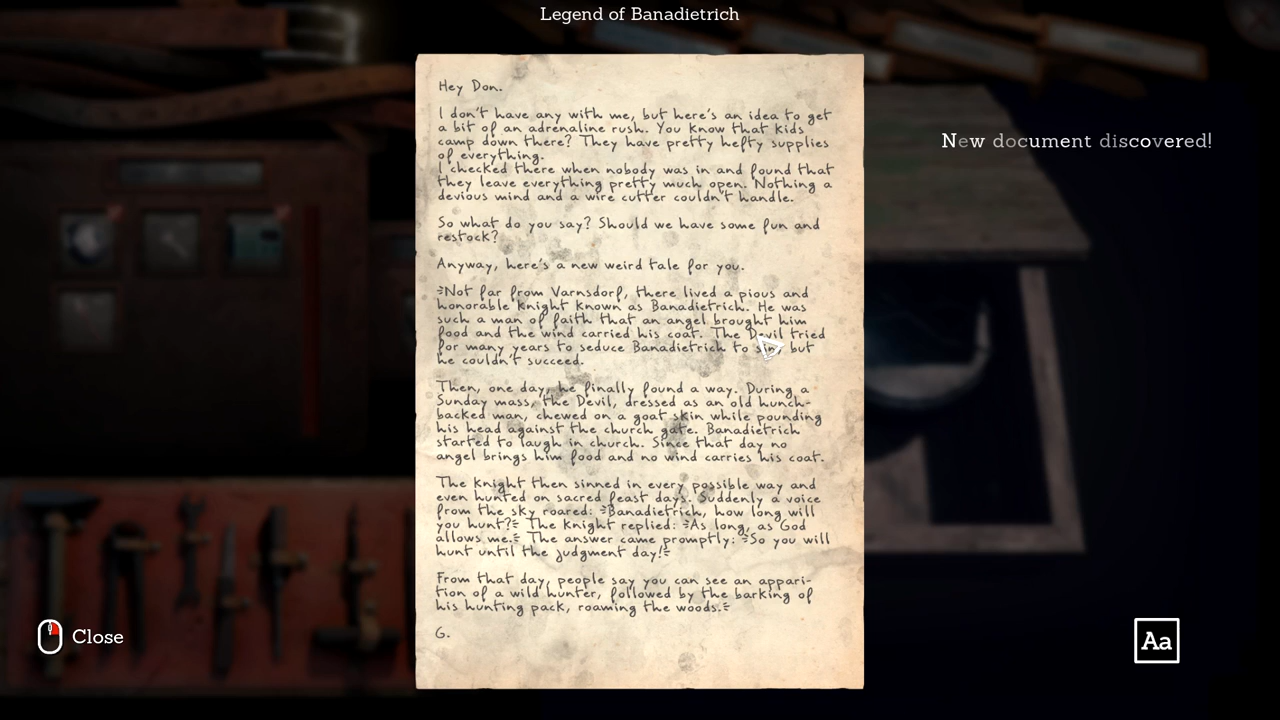 Legend of Banadietrich
Hey Don.
I don't have any with me, but here's an idea to get
a bit of an adrenaline rush. You know that kids
camp down there? They have pretty hefty supplies
of everything.
I checked there when nobody was in and found that
they leave everything pretty much open. Nothing a
devious mind and a wire cutter couldn't handle.
So what do you say? Should we have some fun and
restock?
Anyway, here's a new weird tale for you.
"Not far from Varnsdorf, there lived a pious and
honorable knight known as Banadietrich. He was
such a man of faith that an angel brought him
food and the wind carried his coat. The Devil tried
for many years to seduce Banadietrich to sin, but
he couldn't succeed.
Then, one day, he finally found a way. During a
Sunday mass, the Devil, dressed as an old hunch-
backed man, chewed on a goat skin while pounding
his head against the church gate. Banadietrich
started to laugh in church. Since that day no
angel brings him food and no wind carries his coat.
The knight then sinned in every possible way and
even hunted on sacred feast days. Suddenly a voice
from the sky roared: "Banadietrich, how long will
you hunt?" The knight replied: "As long, as God
allows me." The answer came promptly: "So you will
hunt until the judgment day!"
From that day, people say you can see an appari-
tion of a wild hunter, followed by the barking of
his hunting pack, roaming the woods."
G.
New document discovered!
Close
Aa